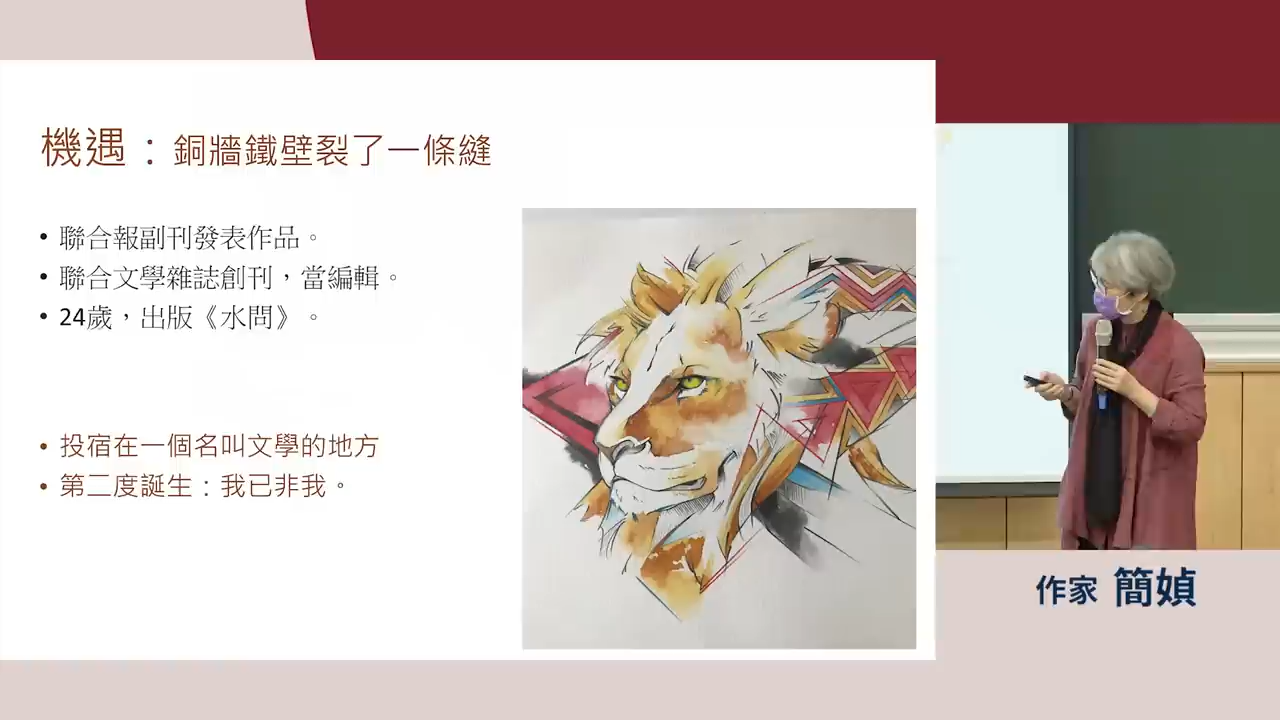 機遇：銅牆鐵壁裂了一條縫
• 聯合報副刊發表作品。
• 聯合文學雜誌創刊，當編輯。
• 24歲，出版《水問》。
• 投宿在一個名叫文學的地方
• 第二度誕生：我已非我。
作家 簡媜